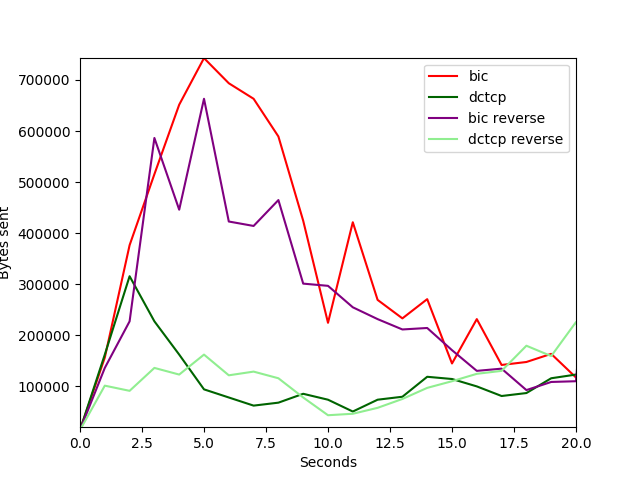 700000
600000
500000
400000
300000
200000
100000
Bytes sent
0.0 2.5 5.0 7.5 10.0 12.5 15.0 17.5 20.0
Seconds
bic
dctcp
bic reverse
dctcp reverse